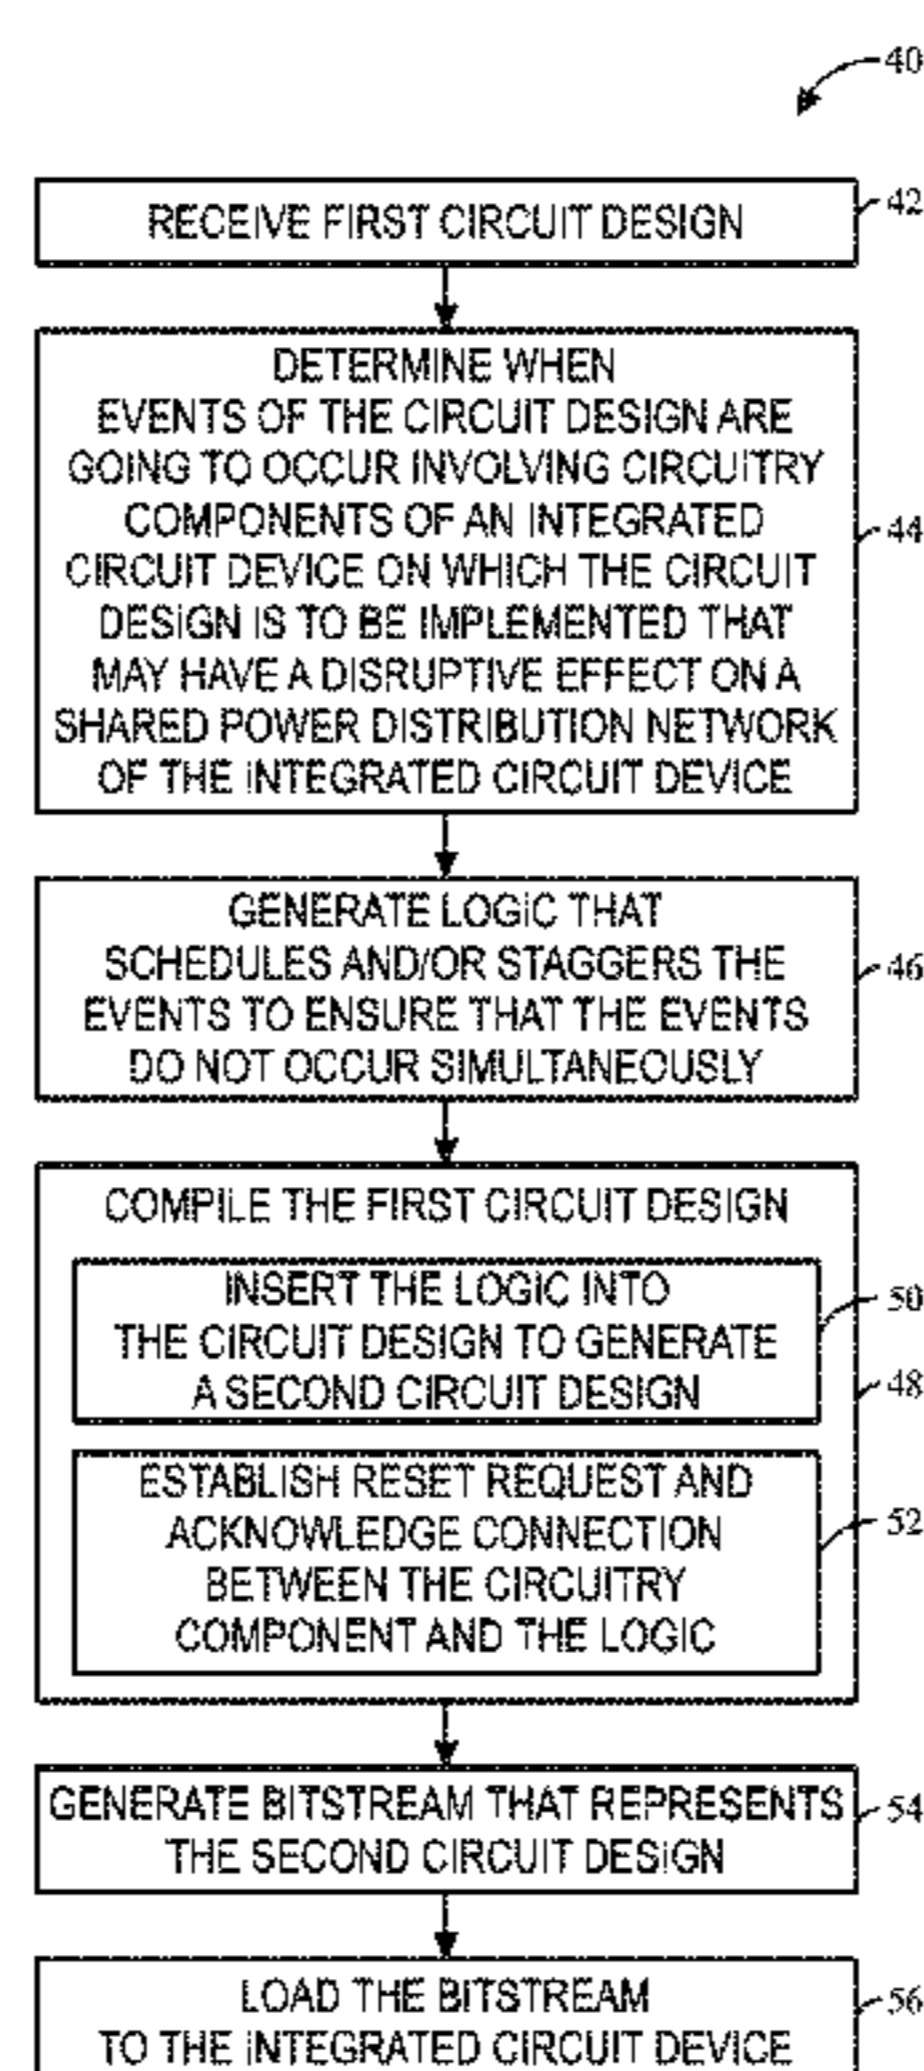 40
RECEIVE FIRST CIRCUIT DESIGN
42
DETERMINE WHEN
EVENTS OF THE CIRCUIT DESIGN ARE
GOING TO OCCUR INVOLVING CIRCUITRY
COMPONENTS OF AN INTEGRATED
CIRCUIT DEVICE ON WHICH THE CIRCUIT
DESIGN IS TO BE IMPLEMENTED THAT
MAY HAVE A DISRUPTIVE EFFECT ON A
SHARED POWER DISTRIBUTION NETWORK
OF THE INTEGRATED CIRCUIT DEVICE
44
GENERATE LOGIC THAT
SCHEDULES AND/OR STAGGERS THE
EVENTS TO ENSURE THAT THE EVENTS
DO NOT OCCUR SIMULTANEOUSLY
46
COMPILE THE FIRST CIRCUIT DESIGN
INSERT THE LOGIC INTO
THE CIRCUIT DESIGN TO GENERATE
A SECOND CIRCUIT DESIGN
50
48
ESTABLISH RESET REQUEST AND
ACKNOWLEDGE CONNECTION
BETWEEN THE CIRCUITRY
COMPONENT AND THE LOGIC
52
GENERATE BITSTREAM THAT REPRESENTS
THE SECOND CIRCUIT DESIGN
54
LOAD THE BITSTREAM
TO THE INTEGRATED CIRCUIT DEVICE
56